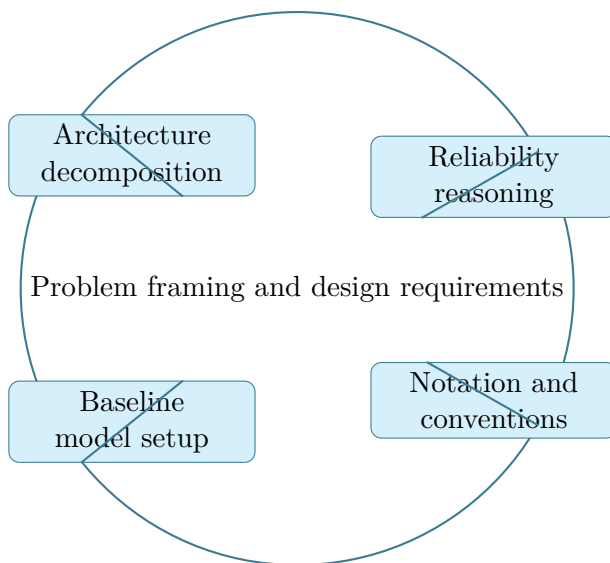 Architecture
decomposition
Reliability
reasoning
Problem framing and design requirements
Baseline
model setup
Notation and
conventions